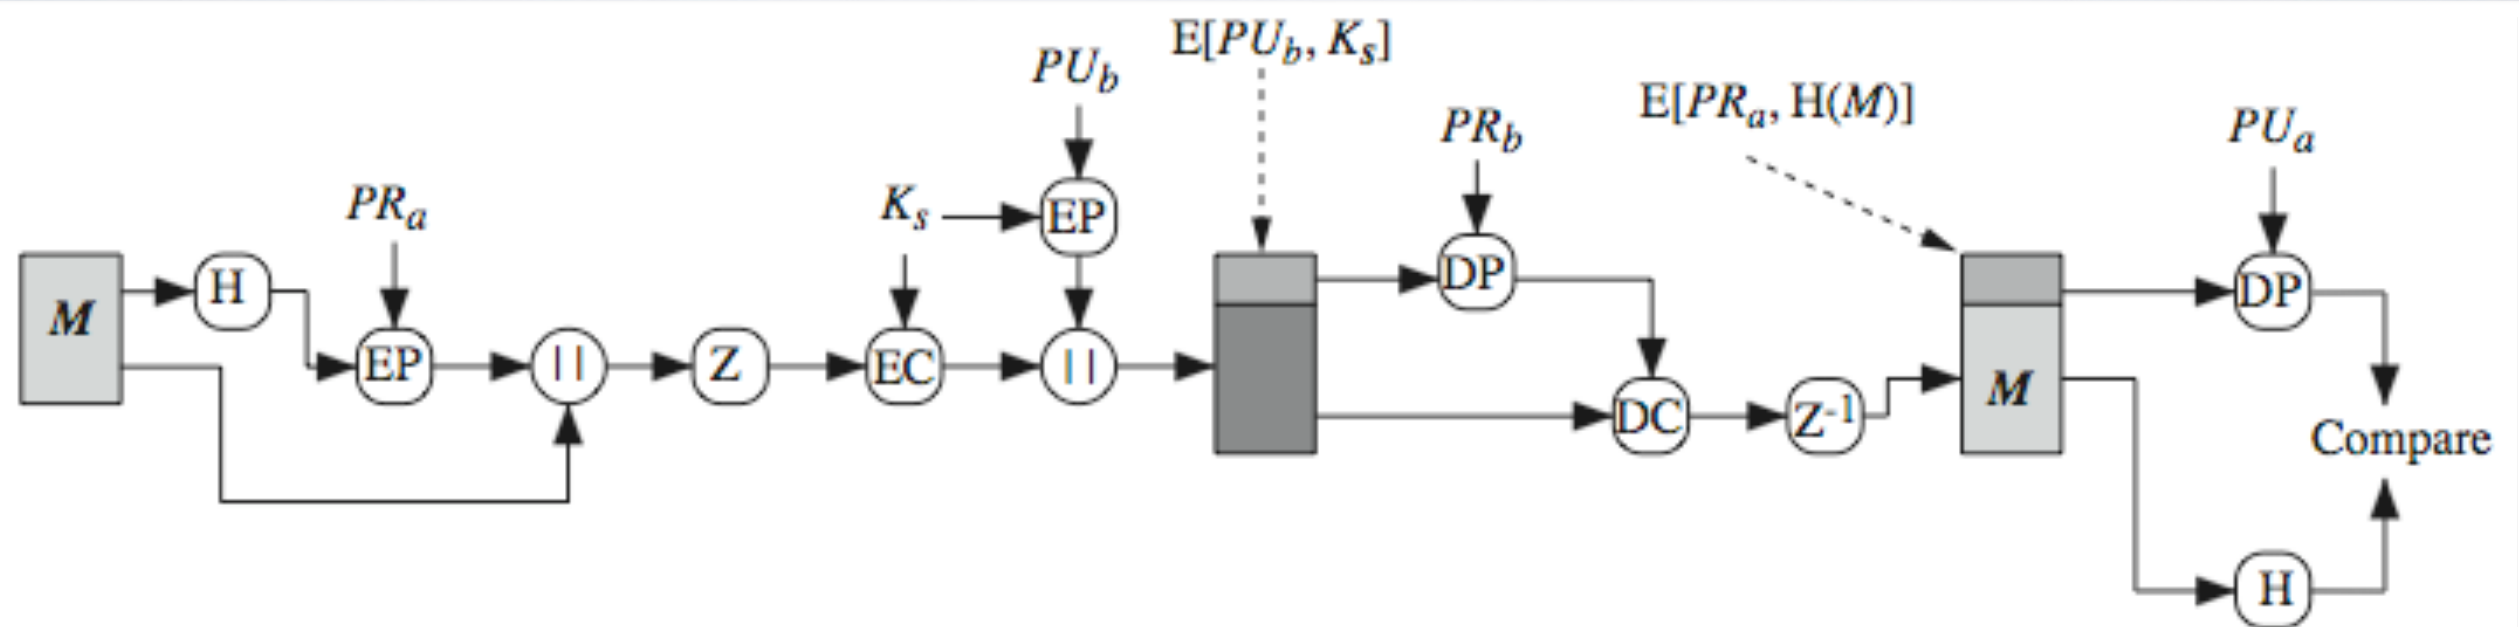 E[PU_b, K_s]
PU_b
E[PR_a, H(M)]
PR_b
PU_a
PR_a
K_s
EP
M
H
EP
||
Z
EC
||
DP
DC
Z^-1
M
DP
Compare
H